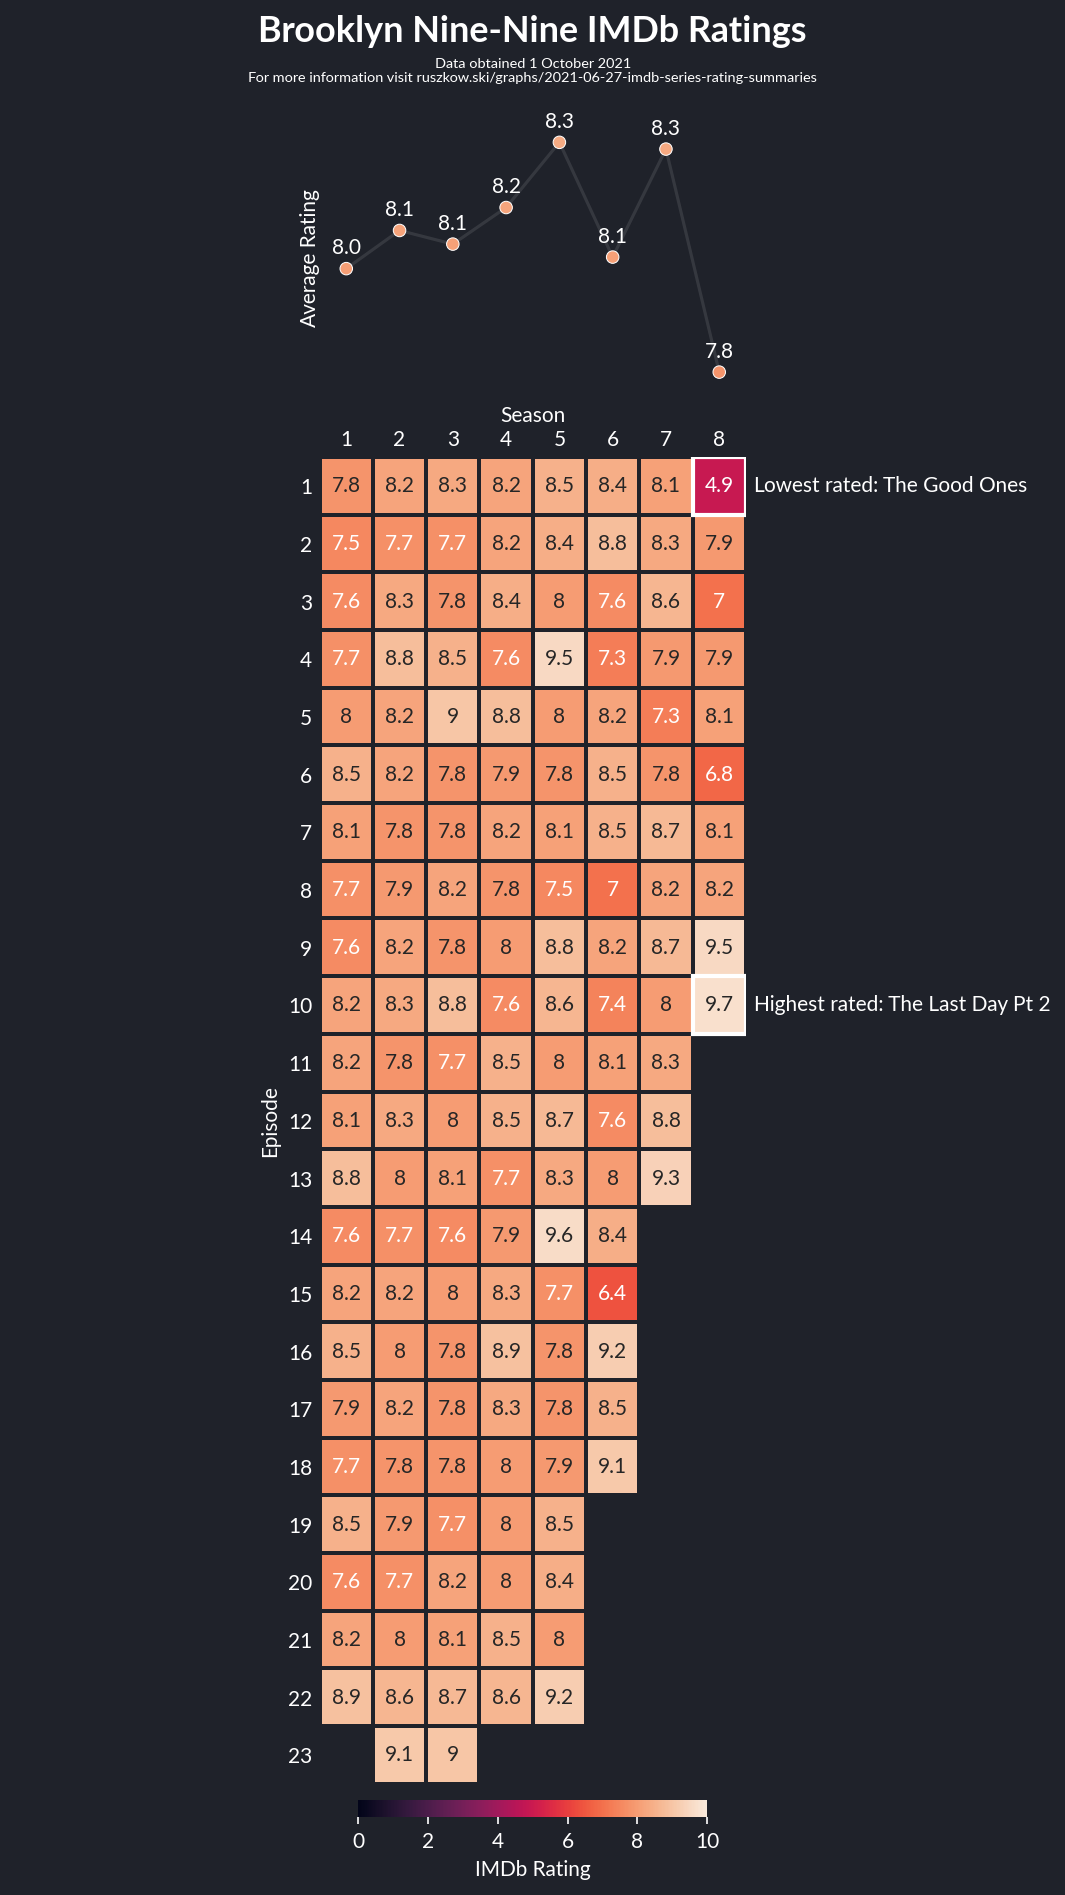 Brooklyn Nine-Nine IMDb Ratings
Data obtained 1 October 2021
For more information visit ruszkow.ski/graphs/2021-06-27-imdb-series-rating-summaries
Average Rating
8.0 8.1 8.1 8.2 8.3 8.1 8.3 7.8
Season
1 2 3 4 5 6 7 8
1 7.8 8.2 8.3 8.2 8.5 8.4 8.1 4.9 Lowest rated: The Good Ones
2 7.5 7.7 7.7 8.2 8.4 8.8 8.3 7.9
3 7.6 8.3 7.8 8.4 8 7.6 8.6 7
4 7.7 8.8 8.5 7.6 9.5 7.3 7.9 7.9
5 8 8.2 9 8.8 8 8.2 7.3 8.1
6 8.5 8.2 7.8 7.9 7.8 8.5 7.8 6.8
7 8.1 7.8 7.8 8.2 8.1 8.5 8.7 8.1
8 7.7 7.9 8.2 7.8 7.5 7 8.2 8.2
9 7.6 8.2 7.8 8 8.8 8.2 8.7 9.5
10 8.2 8.3 8.8 7.6 8.6 7.4 8 9.7 Highest rated: The Last Day Pt 2
11 8.2 7.8 7.7 8.5 8 8.1 8.3
Episode
12 8.1 8.3 8 8.5 8.7 7.6 8.8
13 8.8 8 8.1 7.7 8.3 8 9.3
14 7.6 7.7 7.6 7.9 9.6 8.4
15 8.2 8.2 8 8.3 7.7 6.4
16 8.5 8 7.8 8.9 7.8 9.2
17 7.9 8.2 7.8 8.3 7.8 8.5
18 7.7 7.8 7.8 8 7.9 9.1
19 8.5 7.9 7.7 8 8.5
20 7.6 7.7 8.2 8 8.4
21 8.2 8 8.1 8.5 8
22 8.9 8.6 8.7 8.6 9.2
23 9.1 9
0 2 4 6 8 10
IMDb Rating